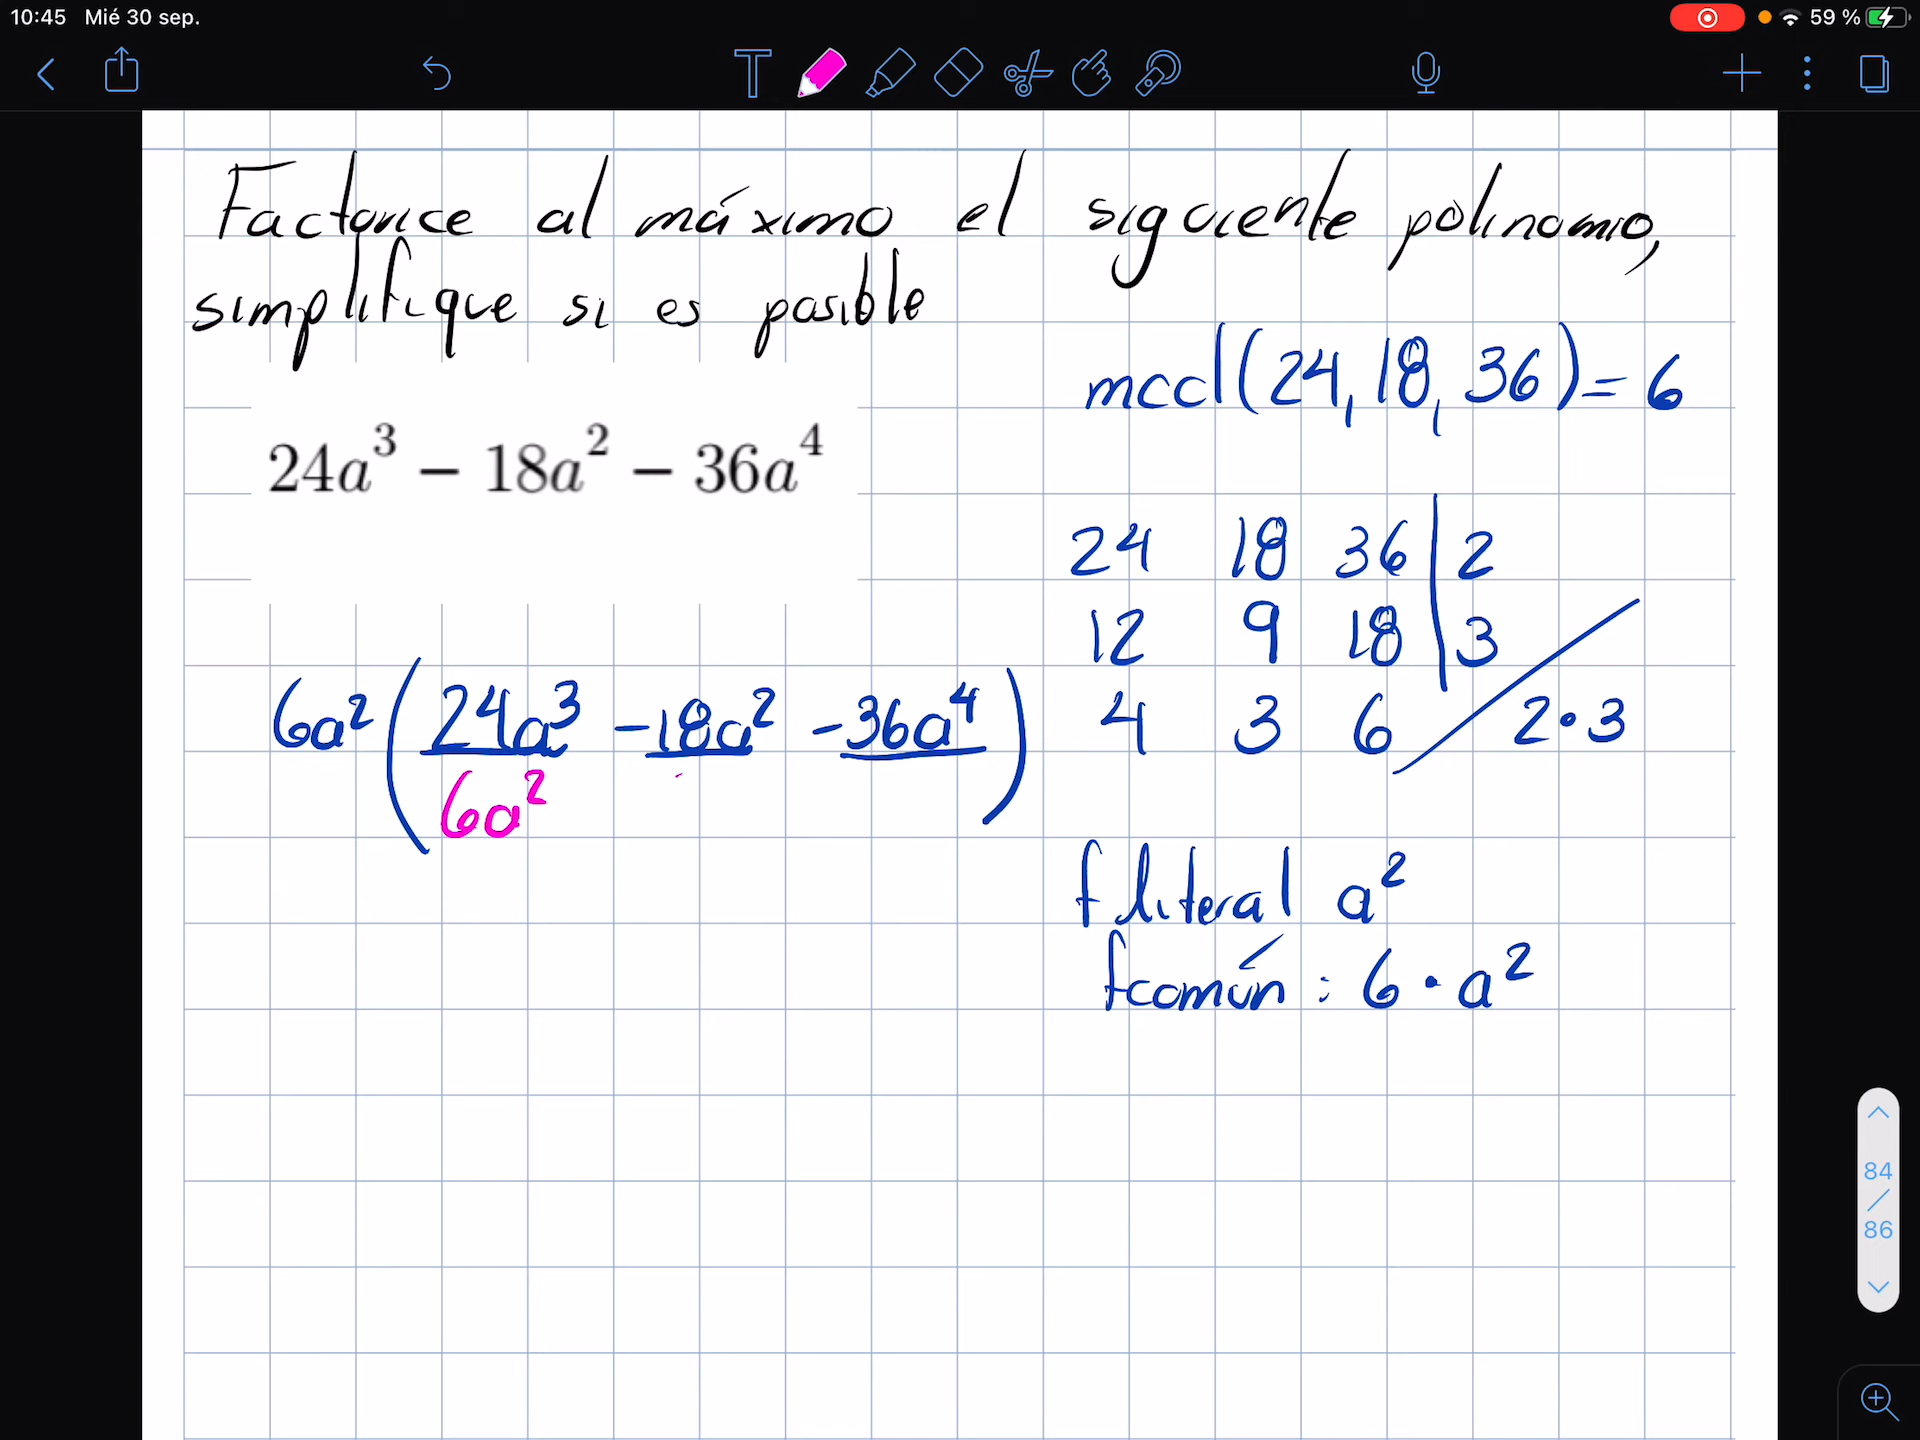 10:45 Mié 30 sep.
59 %
Factorice al máximo el siguiente polinomio,
simplifique si es posible
mcd(24, 18, 36) = 6
24a³ − 18a² − 36a⁴
24 18 36 | 2
12 9 18 | 3
4 3 6 2·3
6a² ( 24a³ -18a² -36a⁴ )
6a²
f literal a²
f común : 6 · a²
84
/
86